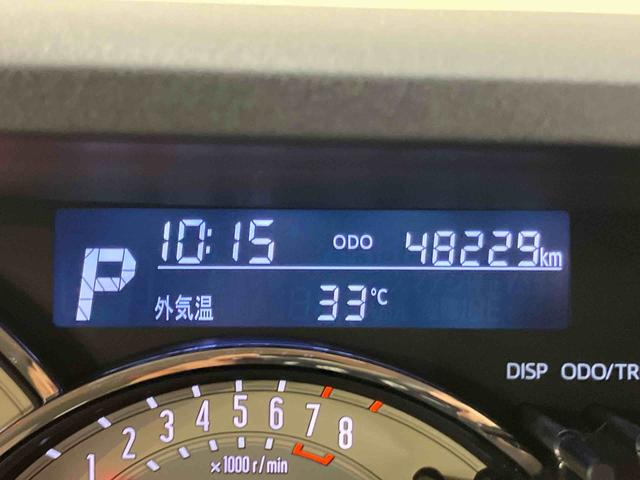 P 10:15 ODO 48229km
外気温 33℃
DISP ODO/TR
1 2 3 4 5 6 7 8
×1000 r/min